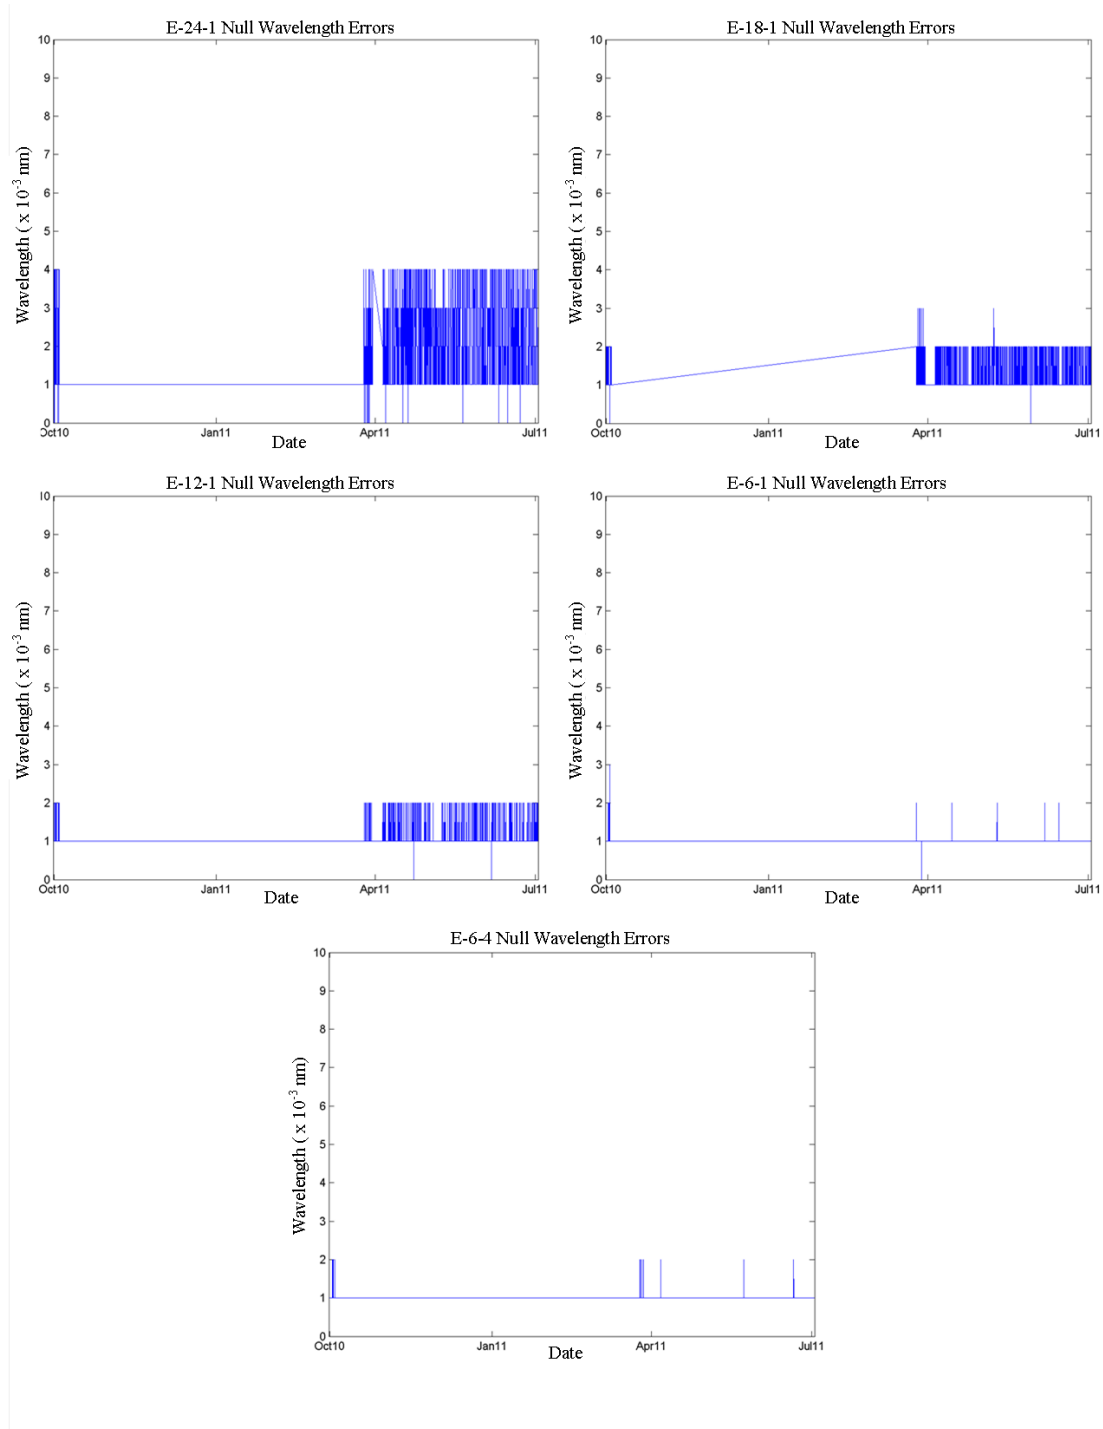 E-24-1 Null Wavelength Errors
10
9
8
7
6
5
4
3
2
1
0
Wavelength ( x 10^-3 nm)
Oct10 Jan11 Apr11 Jul11
Date
E-18-1 Null Wavelength Errors
10
9
8
7
6
5
4
3
2
1
0
Wavelength ( x 10^-3 nm)
Oct10 Jan11 Apr11 Jul11
Date
E-12-1 Null Wavelength Errors
10
9
8
7
6
5
4
3
2
1
0
Wavelength ( x 10^-3 nm)
Oct10 Jan11 Apr11 Jul11
Date
E-6-1 Null Wavelength Errors
10
9
8
7
6
5
4
3
2
1
0
Wavelength ( x 10^-3 nm)
Oct10 Jan11 Apr11 Jul11
Date
E-6-4 Null Wavelength Errors
10
9
8
7
6
5
4
3
2
1
0
Wavelength ( x 10^-3 nm)
Oct10 Jan11 Apr11 Jul11
Date